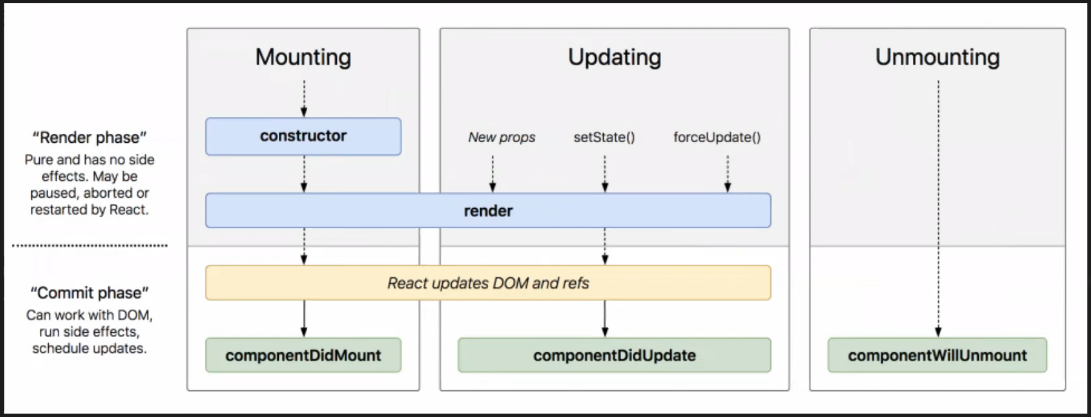 Mounting
Updating
Unmounting
“Render phase”
Pure and has no side
effects. May be
paused, aborted or
restarted by React.
constructor
New props
setState()
forceUpdate()
render
“Commit phase”
Can work with DOM,
run side effects,
schedule updates.
React updates DOM and refs
componentDidMount
componentDidUpdate
componentWillUnmount